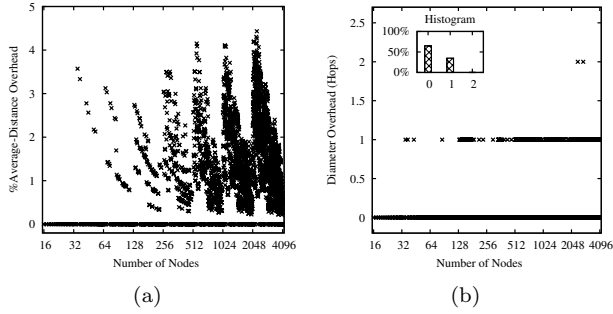 %Average-Distance Overhead
5
4
3
2
1
0
16 32 64 128 256 512 1024 2048 4096
Number of Nodes
(a)
Diameter Overhead (Hops)
2.5
2
1.5
1
0.5
0
Histogram
100%
50%
0%
0 1 2
16 32 64 128 256 512 1024 2048 4096
Number of Nodes
(b)